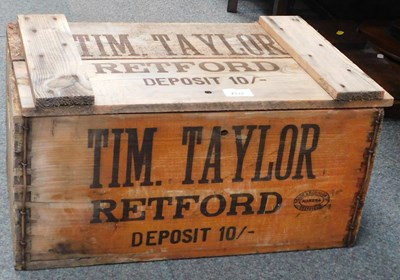 TIM. TAYLOR
RETFORD
DEPOSIT 10/-
TIM. TAYLOR
RETFORD
DEPOSIT 10/-